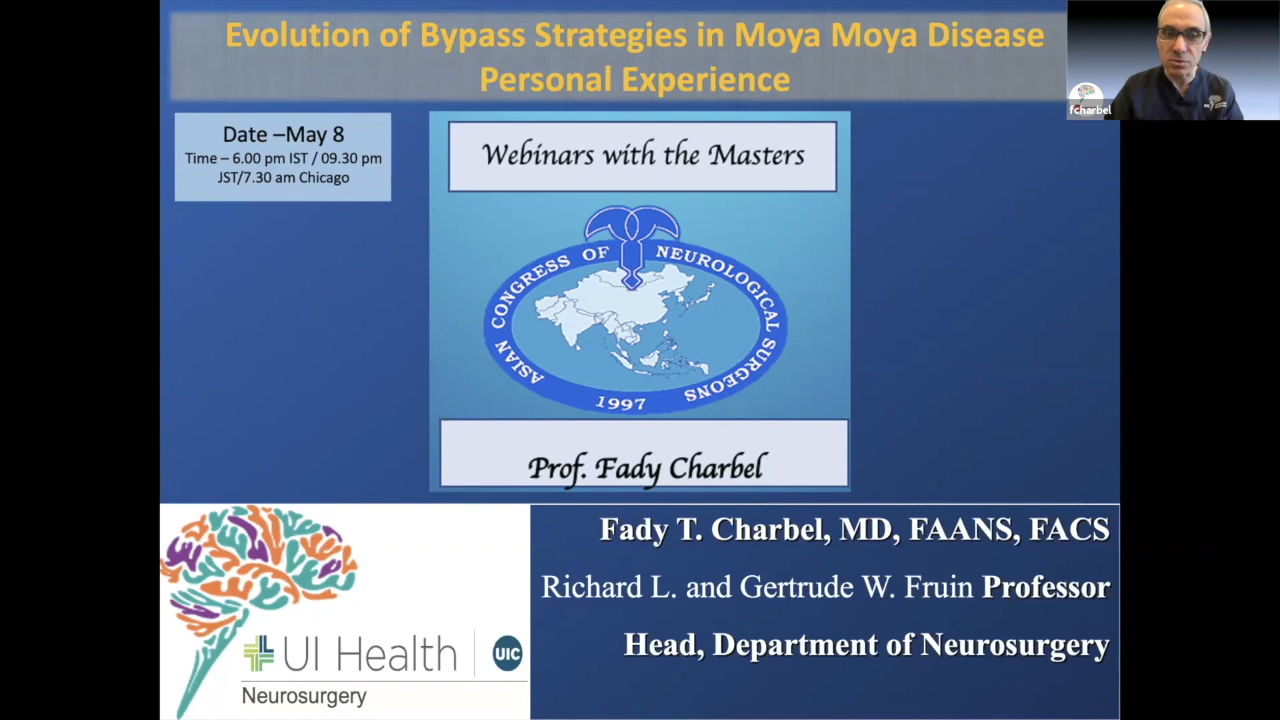 Evolution of Bypass Strategies in Moya Moya Disease
Personal Experience
fcharbel
Date –May 8
Time – 6.00 pm IST / 09.30 pm
JST/7.30 am Chicago
Webinars with the Masters
ASIAN CONGRESS OF NEUROLOGICAL SURGEONS
1997
Prof. Fady Charbel
Fady T. Charbel, MD, FAANS, FACS
Richard L. and Gertrude W. Fruin Professor
Head, Department of Neurosurgery
UI Health
UIC
Neurosurgery